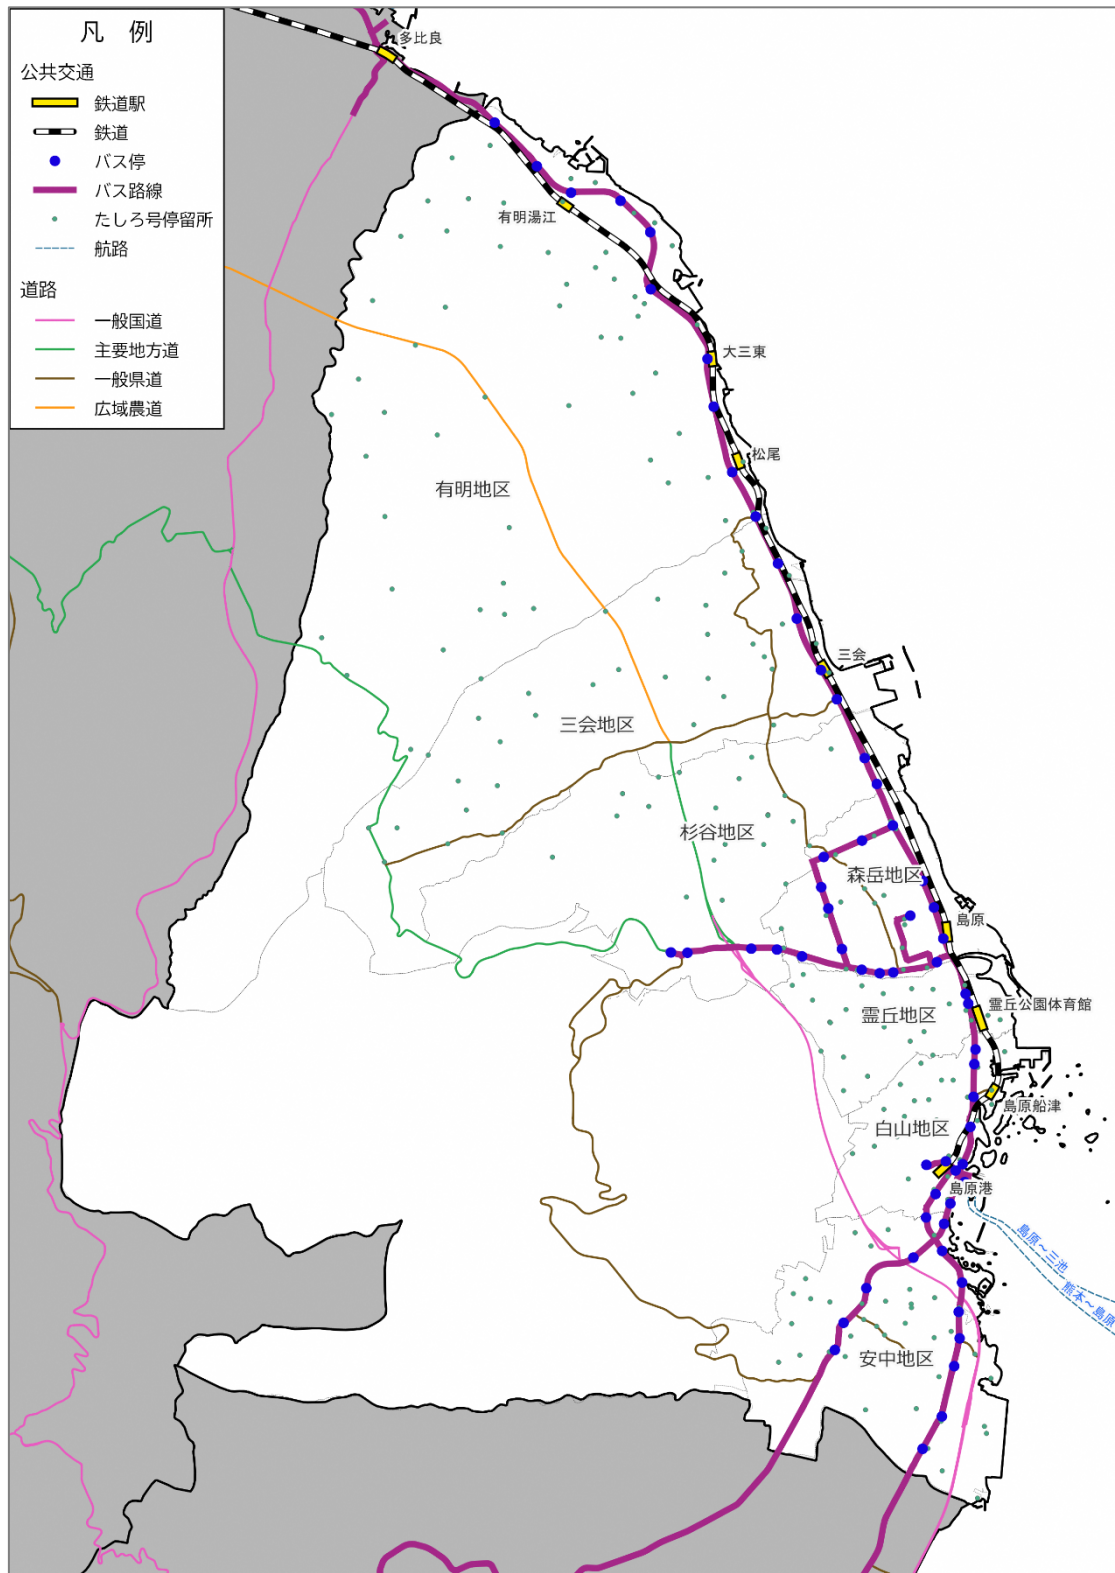 凡 例
公共交通
鉄道駅
鉄道
バス停
バス路線
たしろ号停留所
航路
道路
一般国道
主要地方道
一般県道
広域農道
多比良
有明湯江
大三東
松尾
有明地区
三会
三会地区
杉谷地区
森岳地区
島原
霊丘公園体育館
霊丘地区
島原船津
白山地区
島原港
島原～三池
熊本～島原
安中地区